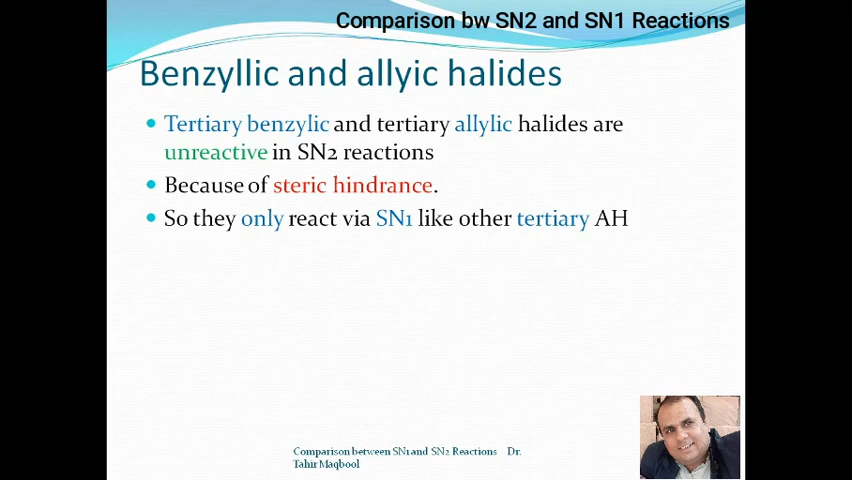 Comparison bw SN2 and SN1 Reactions
Benzyllic and allyic halides
Tertiary benzylic and tertiary allylic halides are
unreactive in SN2 reactions
Because of steric hindrance.
So they only react via SN1 like other tertiary AH
Comparison between SN1 and SN2 Reactions Dr.
Tahir Maqbool